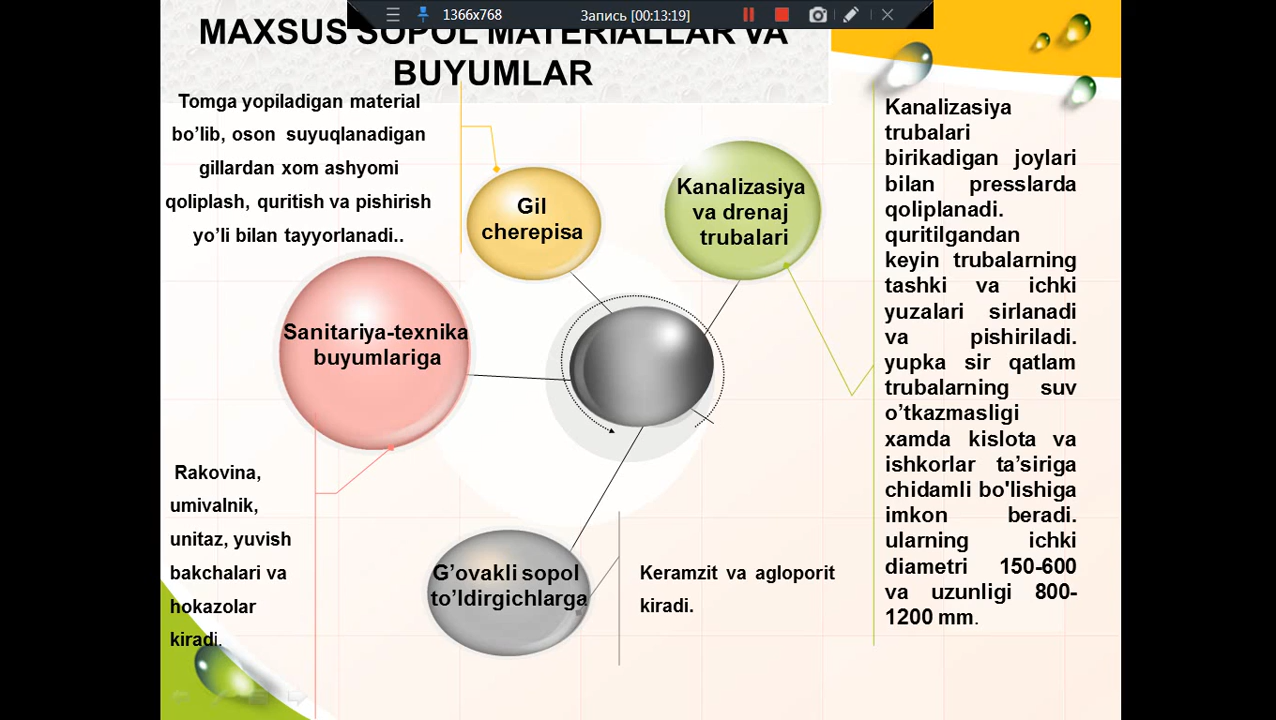 1366x768
Запись [00:13:19]
MAXSUS SOPOL MATERIALLAR VA
BUYUMLAR
Tomga yopiladigan material
bo’lib, oson suyuqlanadigan
gillardan xom ashyomi
qoliplash, quritish va pishirish
yo’li bilan tayyorlanadi..
Gil
cherepisa
Kanalizasiya
va drenaj
trubalari
Kanalizasiya
trubalari
birikadigan joylari
bilan presslarda
qoliplanadi.
quritilgandan
keyin trubalarning
tashki va ichki
yuzalari sirlanadi
va pishiriladi.
yupka sir qatlam
trubalarning suv
o’tkazmasligi
xamda kislota va
ishkorlar ta’siriga
chidamli bo'lishiga
imkon beradi.
ularning ichki
diametri 150-600
va uzunligi 800-
1200 mm.
Sanitariya-texnika
buyumlariga
Rakovina,
umivalnik,
unitaz, yuvish
bakchalari va
hokazolar
kiradi.
G’ovakli sopol
to’ldirgichlarga
Keramzit va agloporit
kiradi.